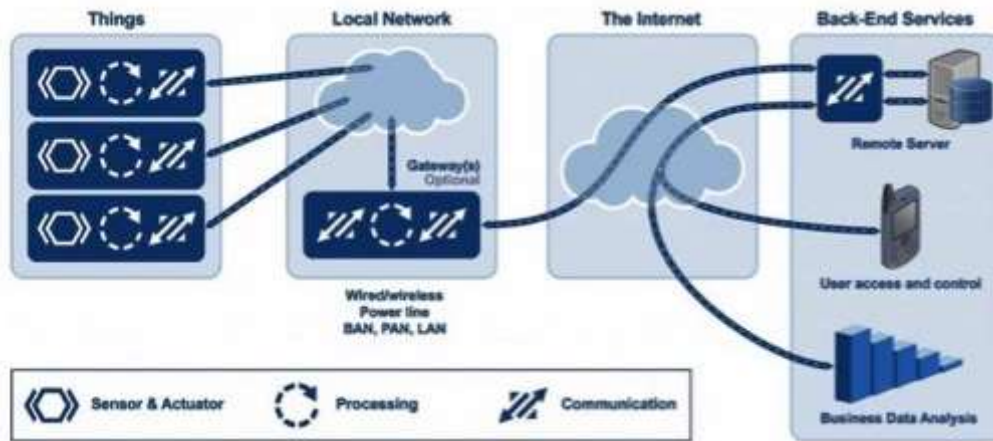 Things
Local Network
The Internet
Back-End Services
Gateway(s)
Optional
Remote Server
User access and control
Wired/wireless
Power line
BAN, PAN, LAN
Business Data Analysis
Sensor & Actuator
Processing
Communication